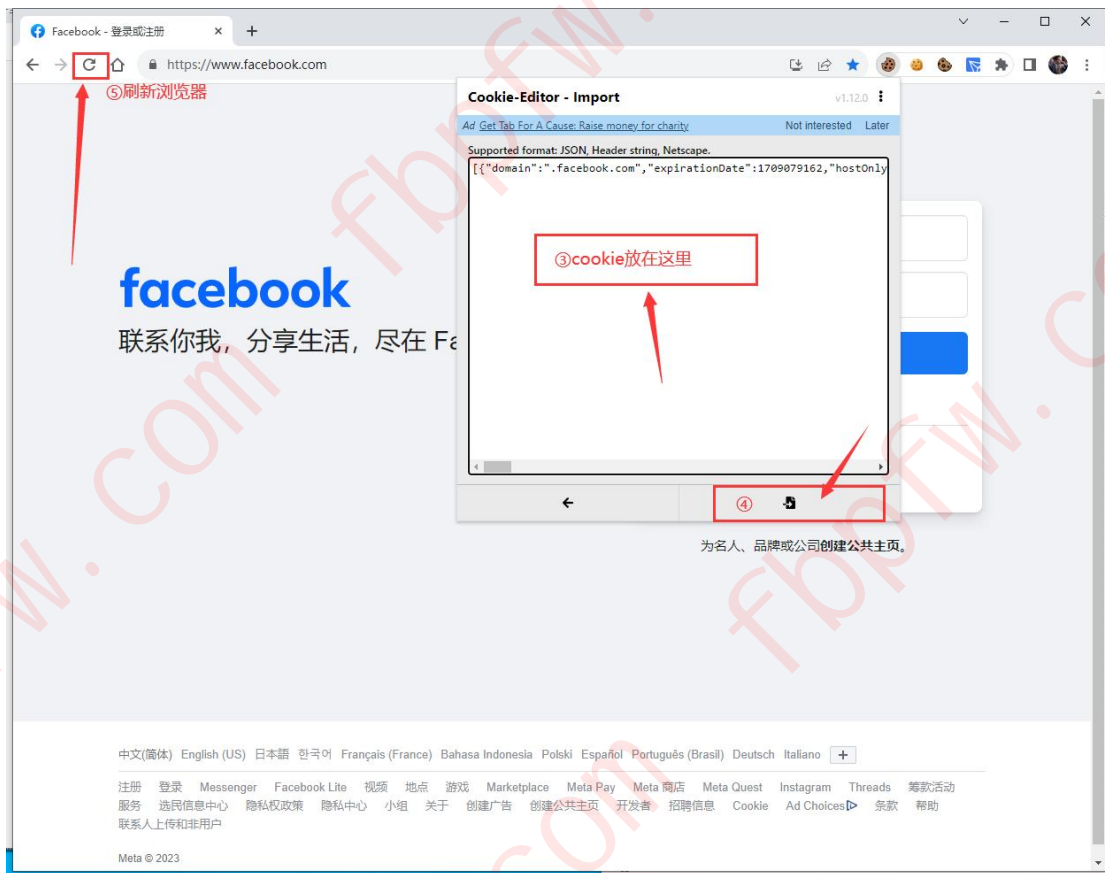 Facebook - 登录或注册
https://www.facebook.com
⑤刷新浏览器
Cookie-Editor - Import
v1.12.0
Ad Get Tab For A Cause: Raise money for charity
Not interested Later
Supported format: JSON, Header string, Netscape.
[{"domain":".facebook.com","expirationDate":1709079162,"hostOnly
③cookie放在这里
facebook
联系你我，分享生活，尽在 Fa
④
为名人、品牌或公司创建公共主页。
中文(简体) English (US) 日本語 한국어 Français (France) Bahasa Indonesia Polski Español Português (Brasil) Deutsch Italiano
注册 登录 Messenger Facebook Lite 视频 地点 游戏 Marketplace Meta Pay Meta 商店 Meta Quest Instagram Threads 筹款活动
服务 选民信息中心 隐私权政策 隐私中心 小组 关于 创建广告 创建公共主页 开发者 招聘信息 Cookie Ad Choices 条款 帮助
联系人上传和非用户
Meta © 2023
fbpfw.com